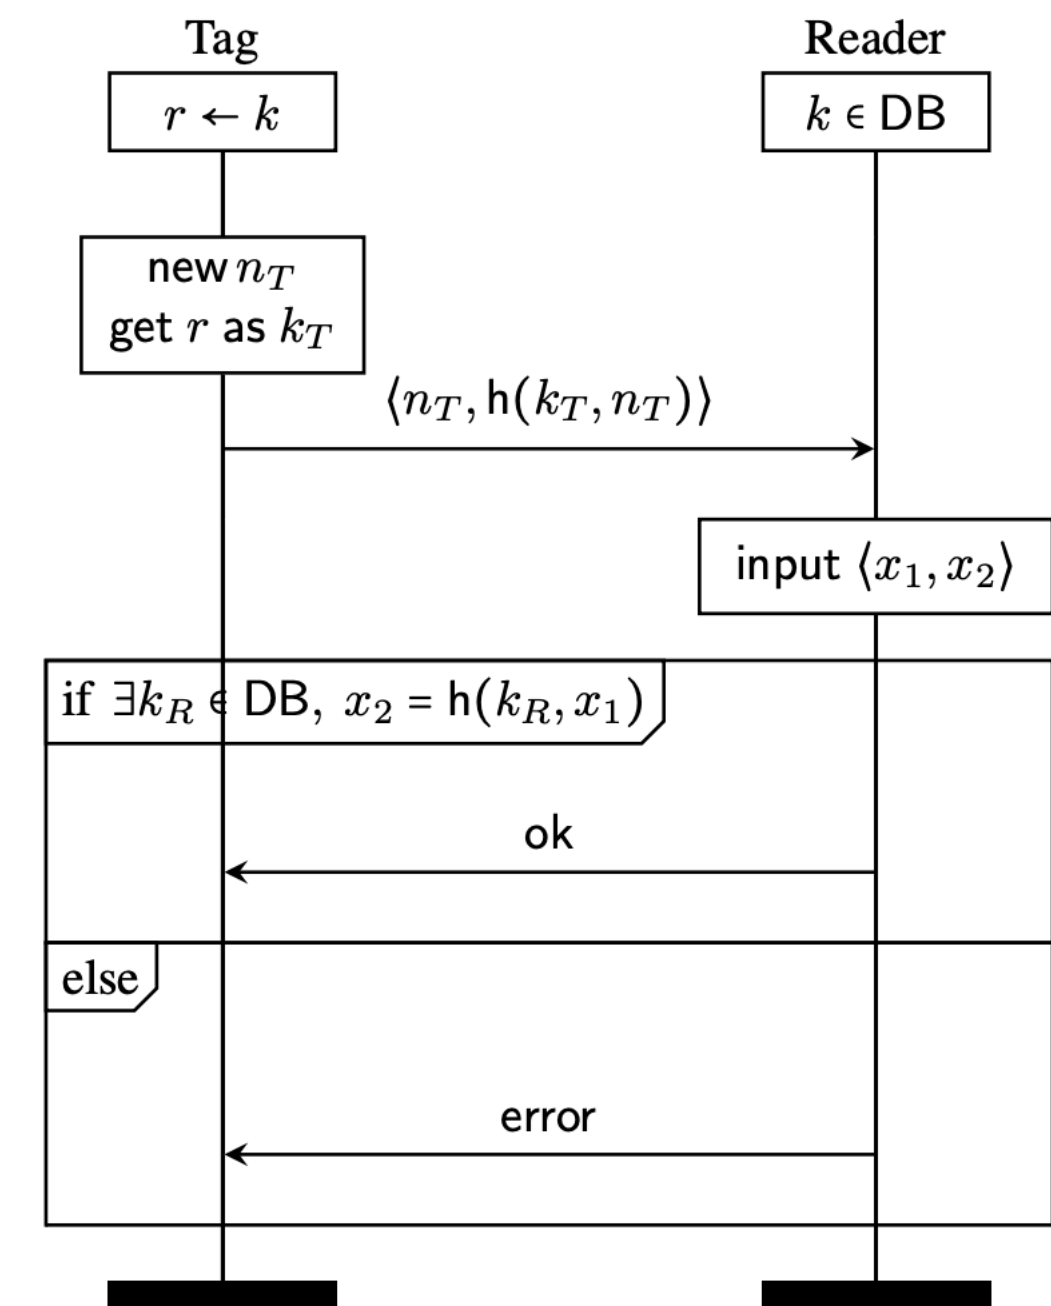 Tag
Reader
r ← k
k ∈ DB
new n_T
get r as k_T
⟨n_T, h(k_T, n_T)⟩
input ⟨x_1, x_2⟩
if ∃k_R ∈ DB, x_2 = h(k_R, x_1)
ok
else
error